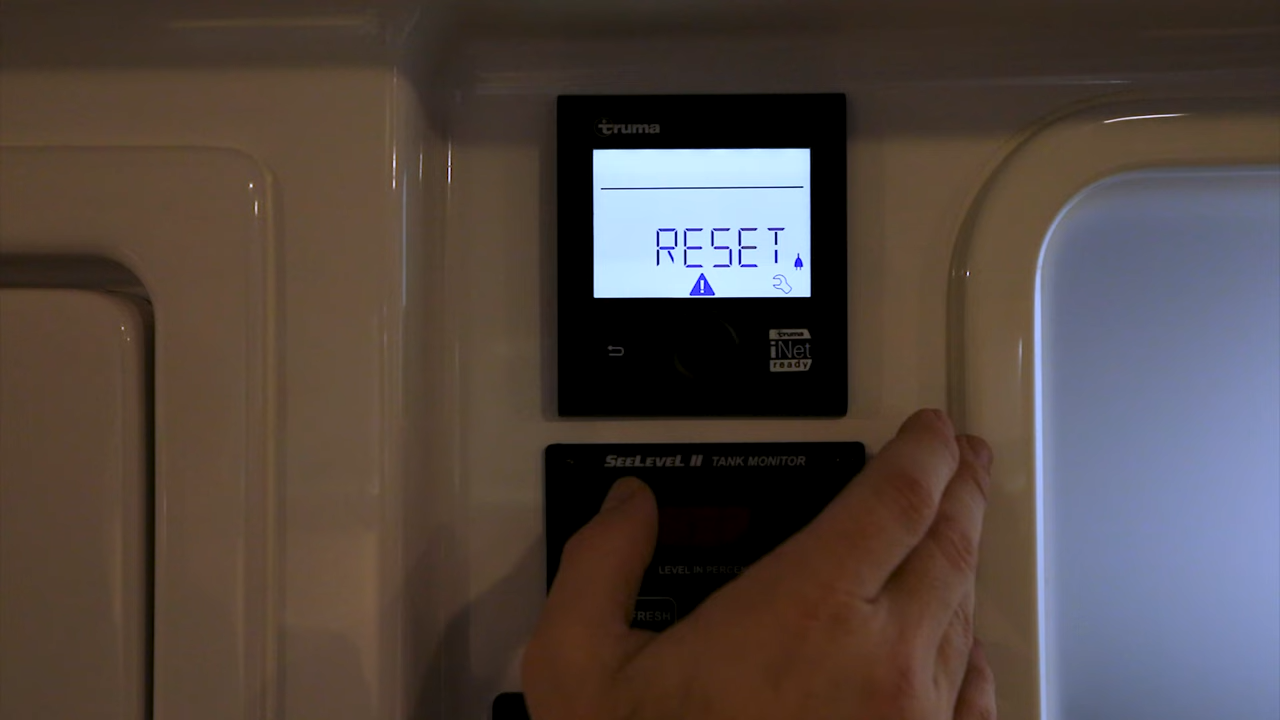 truma
RESET
truma
iNet
ready
SEELEVEL II TANK MONITOR
LEVEL IN PERCE
FRESH